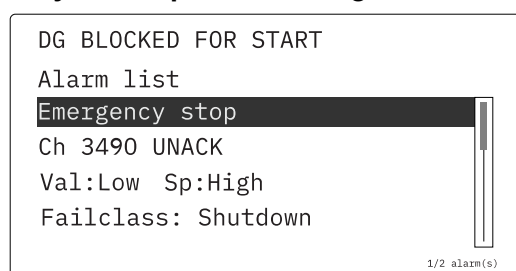 DG BLOCKED FOR START
Alarm list
Emergency stop
Ch 3490 UNACK
Val:Low Sp:High
Failclass: Shutdown
1/2 alarm(s)